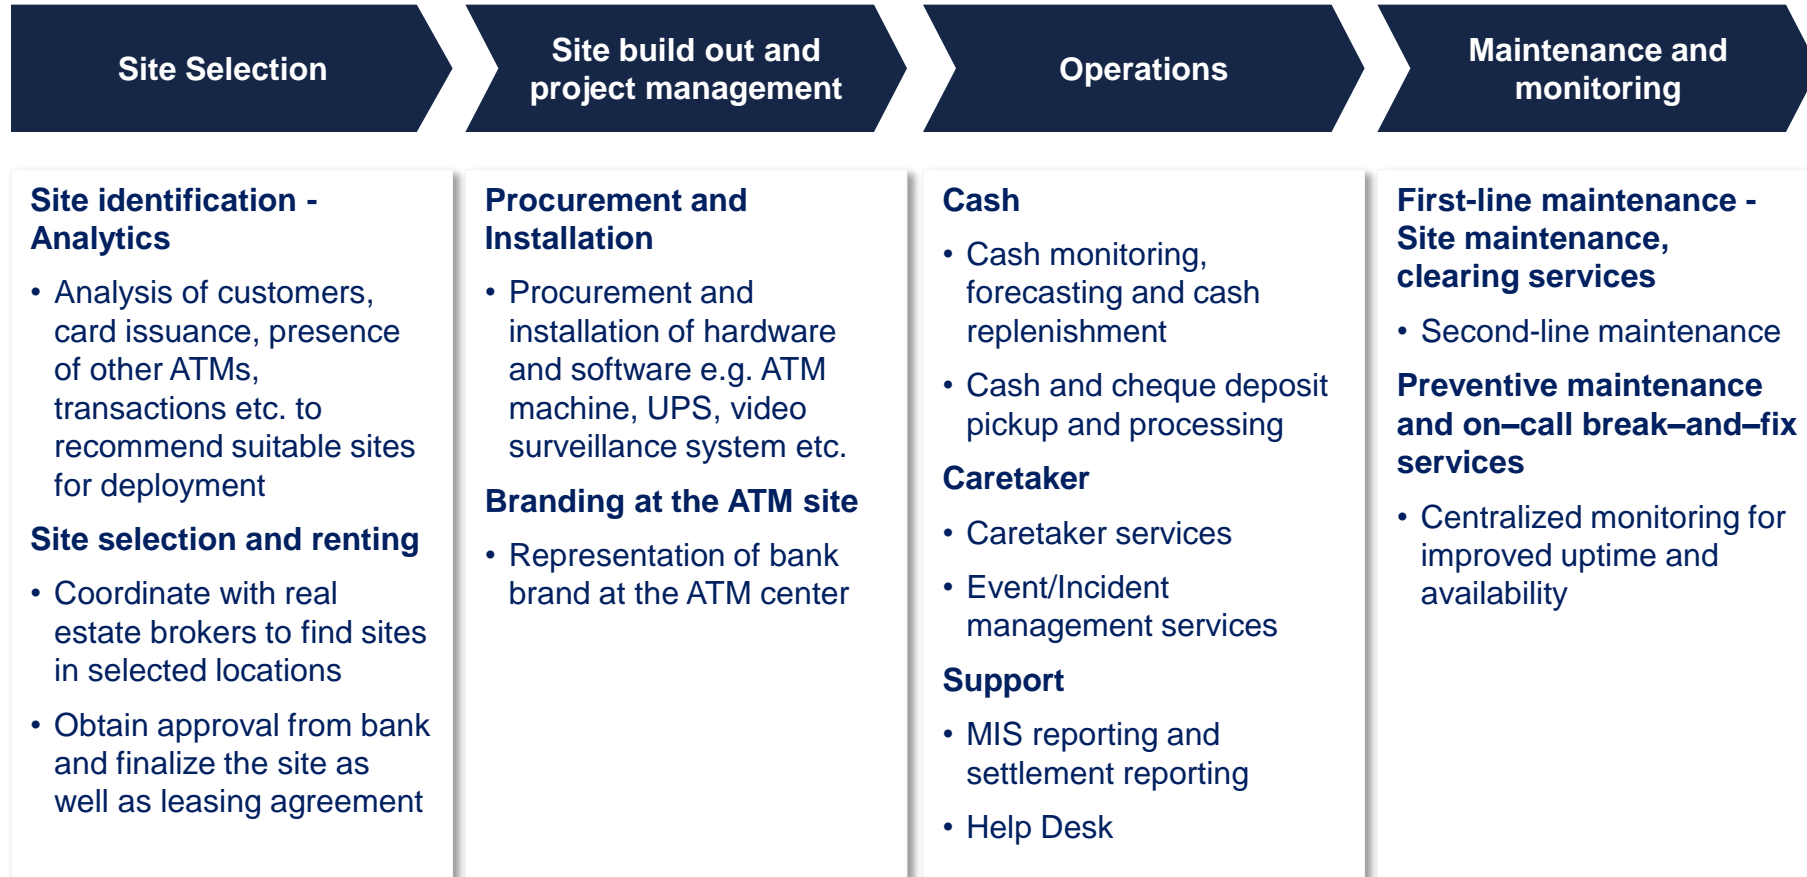 Site Selection
Site build out and
project management
Operations
Maintenance and
monitoring
Site identification -
Analytics
• Analysis of customers,
card issuance, presence
of other ATMs,
transactions etc. to
recommend suitable sites
for deployment
Site selection and renting
• Coordinate with real
estate brokers to find sites
in selected locations
• Obtain approval from bank
and finalize the site as
well as leasing agreement
Procurement and
Installation
• Procurement and
installation of hardware
and software e.g. ATM
machine, UPS, video
surveillance system etc.
Branding at the ATM site
• Representation of bank
brand at the ATM center
Cash
• Cash monitoring,
forecasting and cash
replenishment
• Cash and cheque deposit
pickup and processing
Caretaker
• Caretaker services
• Event/Incident
management services
Support
• MIS reporting and
settlement reporting
• Help Desk
First-line maintenance -
Site maintenance,
clearing services
• Second-line maintenance
Preventive maintenance
and on–call break–and–fix
services
• Centralized monitoring for
improved uptime and
availability